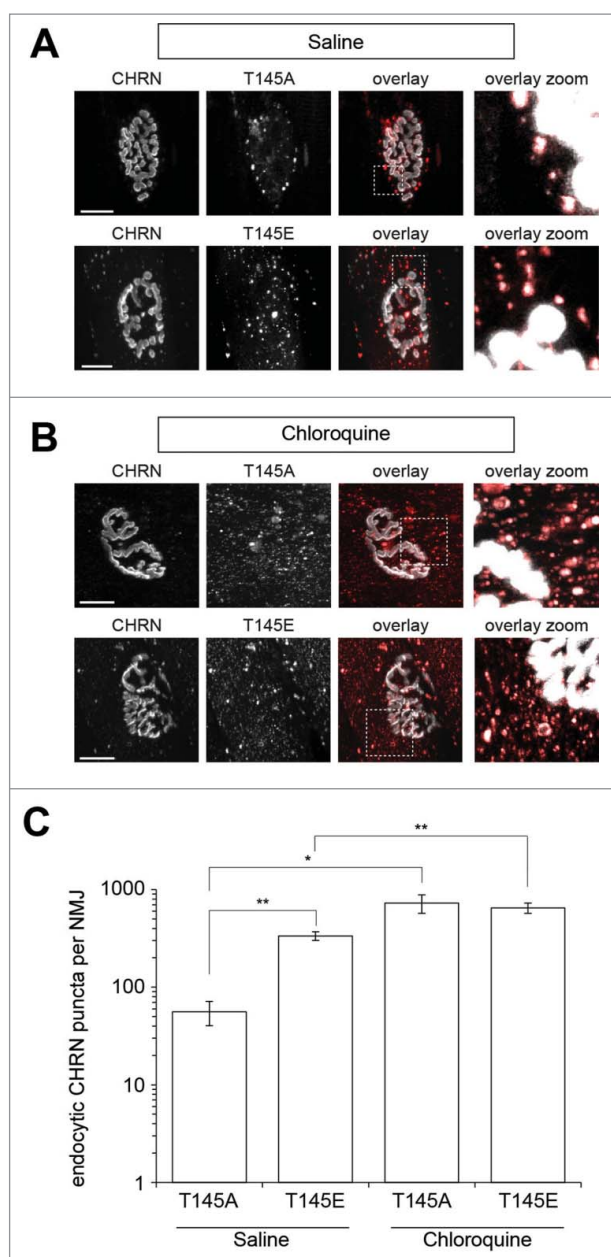 A
Saline
CHRN T145A overlay overlay zoom
CHRN T145E overlay overlay zoom
B
Chloroquine
CHRN T145A overlay overlay zoom
CHRN T145E overlay overlay zoom
C
endocytic CHRN puncta per NMJ
**
*
**
1000
100
10
1
T145A T145E T145A T145E
Saline Chloroquine